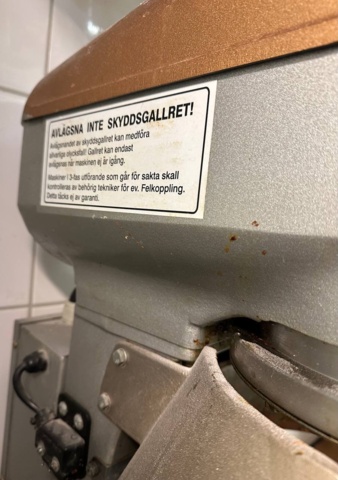 AVLÄGSNA INTE SKYDDSGALLRET!
Avlägsnandet av skyddsgallret kan medföra
allvarliga olycksfall! Gallret kan endast
avlägsnas när maskinen ej är igång.
Maskiner i 3-fas utförande som går för sakta skall
kontrolleras av behörig tekniker för ev. Felkoppling.
Detta täcks ej av garanti.